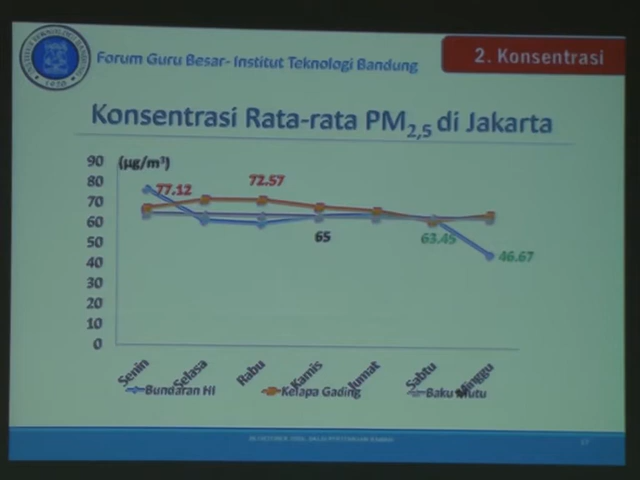 Forum Guru Besar- Institut Teknologi Bandung
2. Konsentrasi
Konsentrasi Rata-rata PM2,5 di Jakarta
(µg/m³)
90
80
70
60
50
40
30
20
10
0
77.12
72.57
65
63.45
46.67
Senin
Selasa
Rabu
Kamis
Jumat
Sabtu
Minggu
Bundaran HI
Kelapa Gading
Baku Mutu